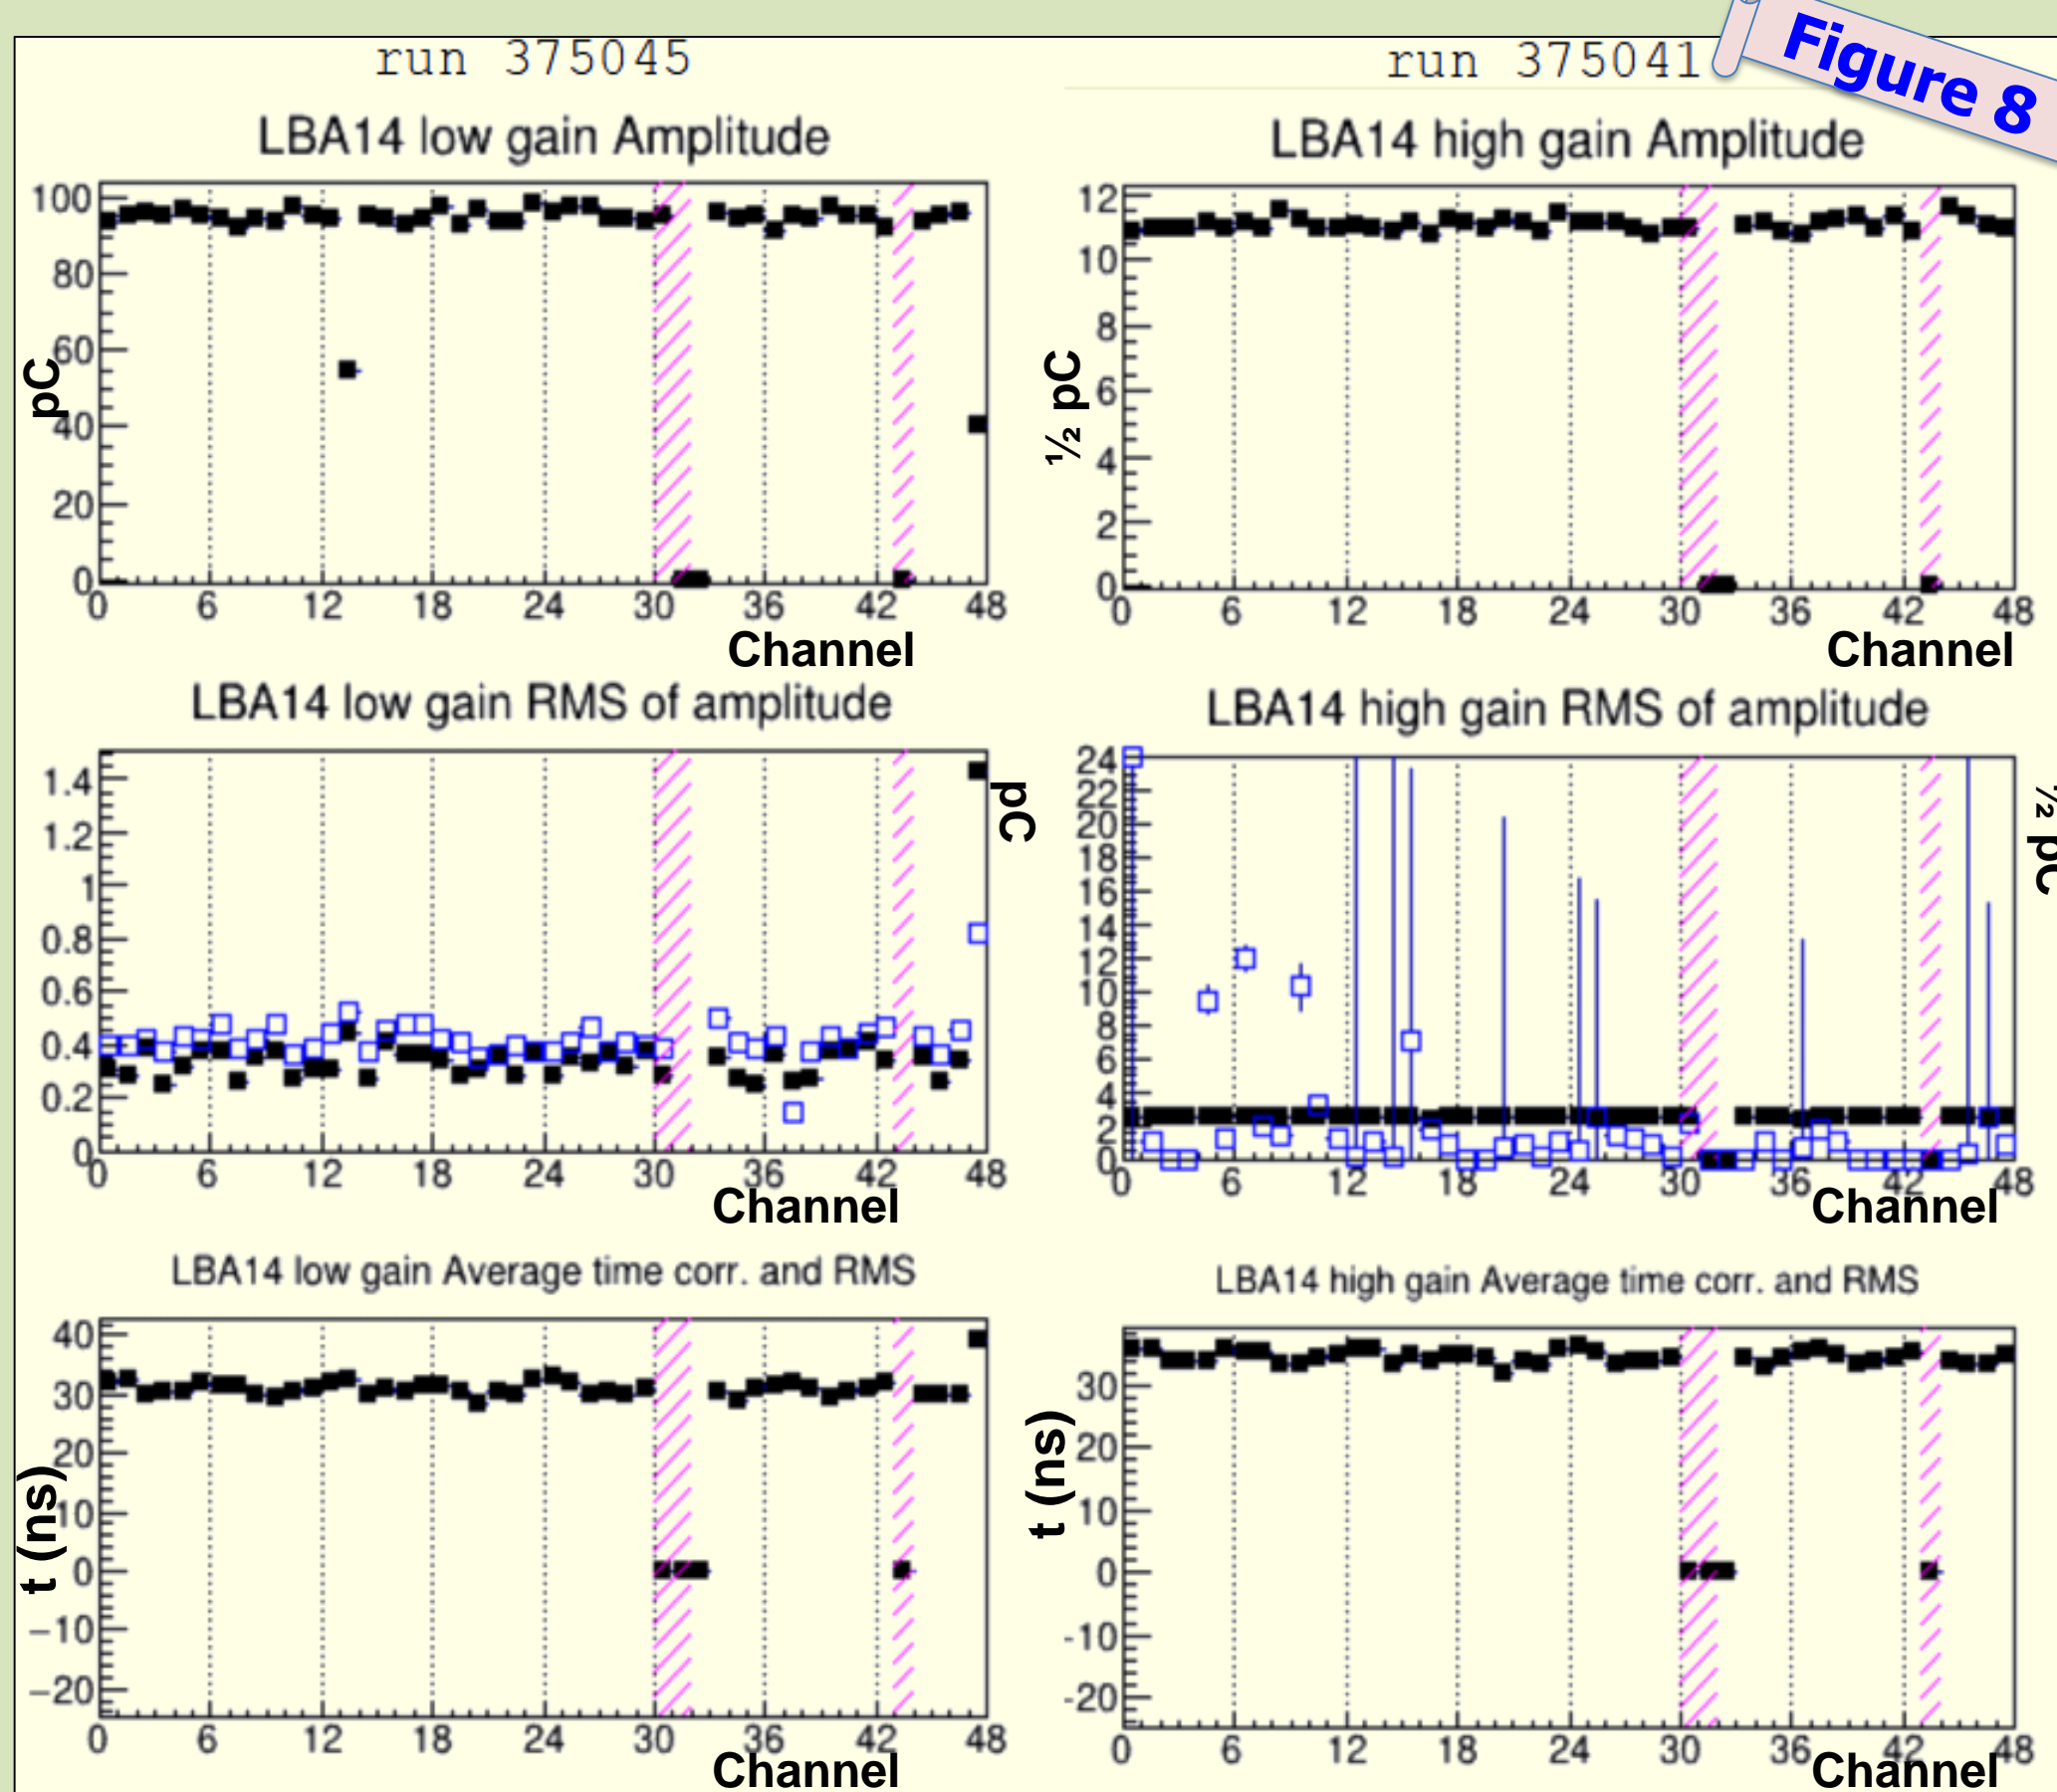 run 375045
run 375041
Figure 8
LBA14 low gain Amplitude
LBA14 high gain Amplitude
100
80
60
40
20
0
pC
0 6 12 18 24 30 36 42 48
Channel
12
10
8
6
4
2
0
½ pC
0 6 12 18 24 30 36 42 48
Channel
LBA14 low gain RMS of amplitude
LBA14 high gain RMS of amplitude
1.4
1.2
1
0.8
0.6
0.4
0.2
0
pC
0 6 12 18 24 30 36 42 48
Channel
24
22
20
18
16
14
12
10
8
6
4
2
0
½ pC
0 6 12 18 24 30 36 42 48
Channel
LBA14 low gain Average time corr. and RMS
LBA14 high gain Average time corr. and RMS
40
30
20
10
0
−10
−20
t (ns)
0 6 12 18 24 30 36 42 48
Channel
30
20
10
0
-10
-20
t (ns)
0 6 12 18 24 30 36 42 48
Channel